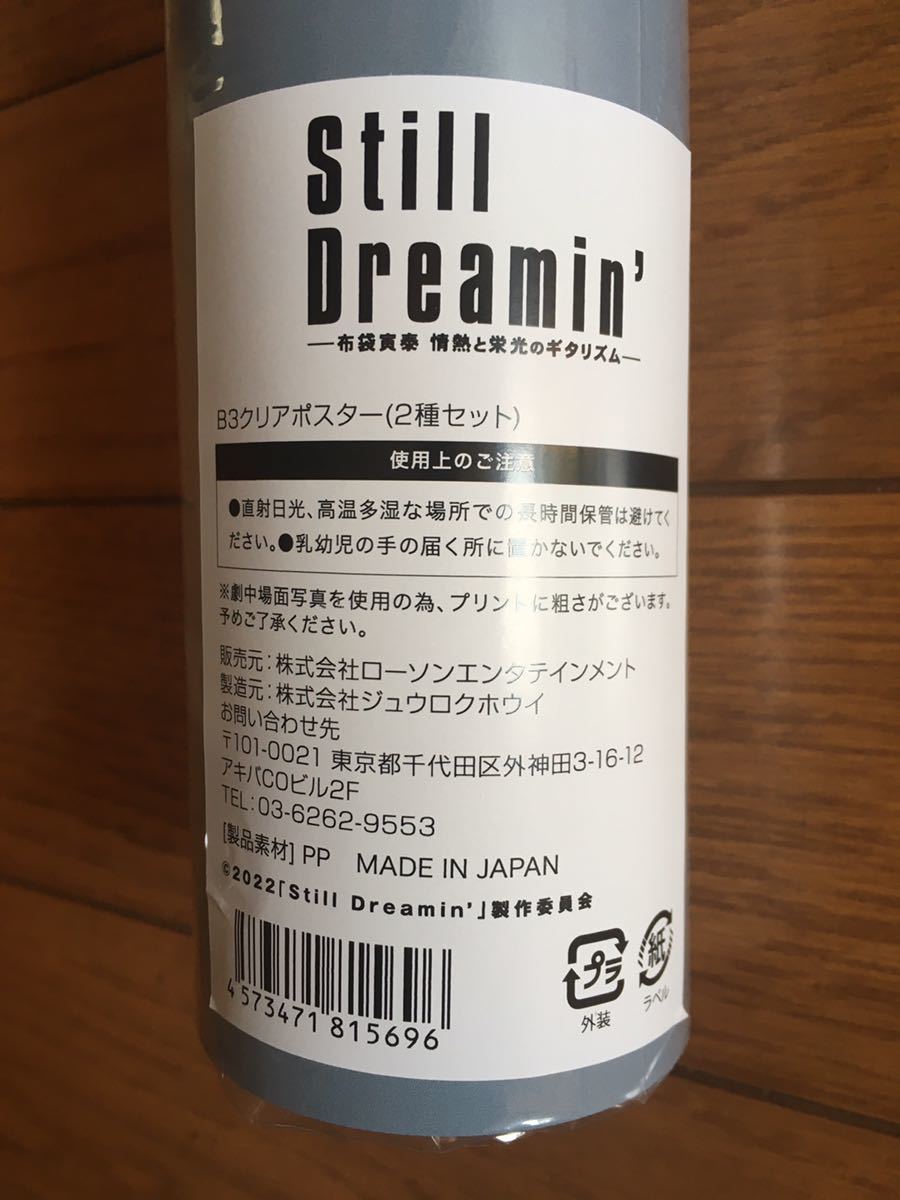 Still
Dreamin'
―布袋寅泰 情熱と栄光のギタリズム―
B3クリアポスター(2種セット)
使用上のご注意
●直射日光、高温多湿な場所での長時間保管は避けてく
ださい。●乳幼児の手の届く所に置かないでください。
※劇中場面写真を使用の為、プリントに粗さがございます。
予めご了承ください。
販売元：株式会社ローソンエンタテインメント
製造元：株式会社ジュウロクホウイ
お問い合わせ先
〒101-0021 東京都千代田区外神田3-16-12
アキバCOビル2F
TEL：03-6262-9553
[製品素材] PP MADE IN JAPAN
©2022「Still Dreamin'」製作委員会
4 573471 815696
プラ
外装
紙
ラベル